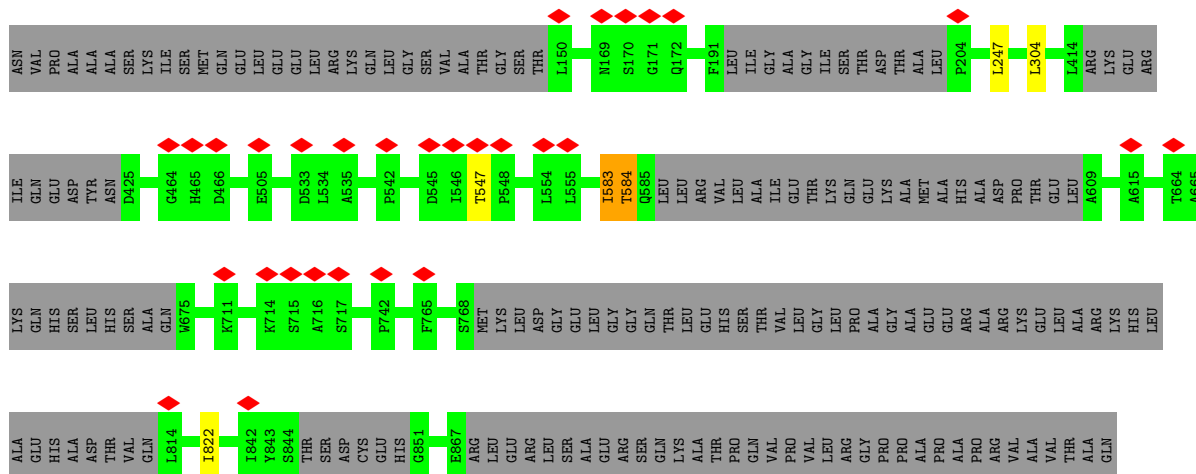 ASN VAL PRO ALA ALA ALA SER LYS ILE SER MET GLN GLU LEU GLU GLU LEU ARG LYS GLN LEU GLY SER VAL ALA THR GLY SER THR L150 N169 S170 G171 Q172 F191 LEU ILE GLY ALA GLY ILE SER THR ASP THR ALA LEU P204 L247 L304 L414 ARG LYS GLU ARG
ILE GLN GLU ASP TYR ASN D425 G464 H465 D466 E505 D533 L534 A535 P542 D545 I546 T547 P548 L554 L555 I583 T584 Q585 LEU LEU ARG VAL LEU ALA ILE GLU THR LYS GLN GLU LYS ALA MET ALA HIS ALA ASP PRO THR GLU LEU A609 A615 T664 A665
LYS GLN HIS SER LEU HIS SER ALA GLN W675 K711 K714 S715 A716 S717 P742 F765 S768 MET LYS LEU ASP GLY GLU LEU GLY GLY GLN THR LEU GLU HIS SER THR VAL LEU GLY LEU PRO ALA GLY ALA GLU GLU ARG ALA ARG LYS GLU LEU ALA ARG LYS HIS LEU
ALA GLU HIS ALA ASP THR VAL GLN L814 I822 I842 Y843 S844 THR SER ASP CYS GLU HIS G851 E867 ARG LEU GLU ARG LEU SER ALA GLU ARG SER GLN LYS ALA THR PRO GLN VAL PRO VAL LEU ARG GLY PRO PRO ALA PRO ALA PRO ARG VAL ALA VAL THR ALA GLN